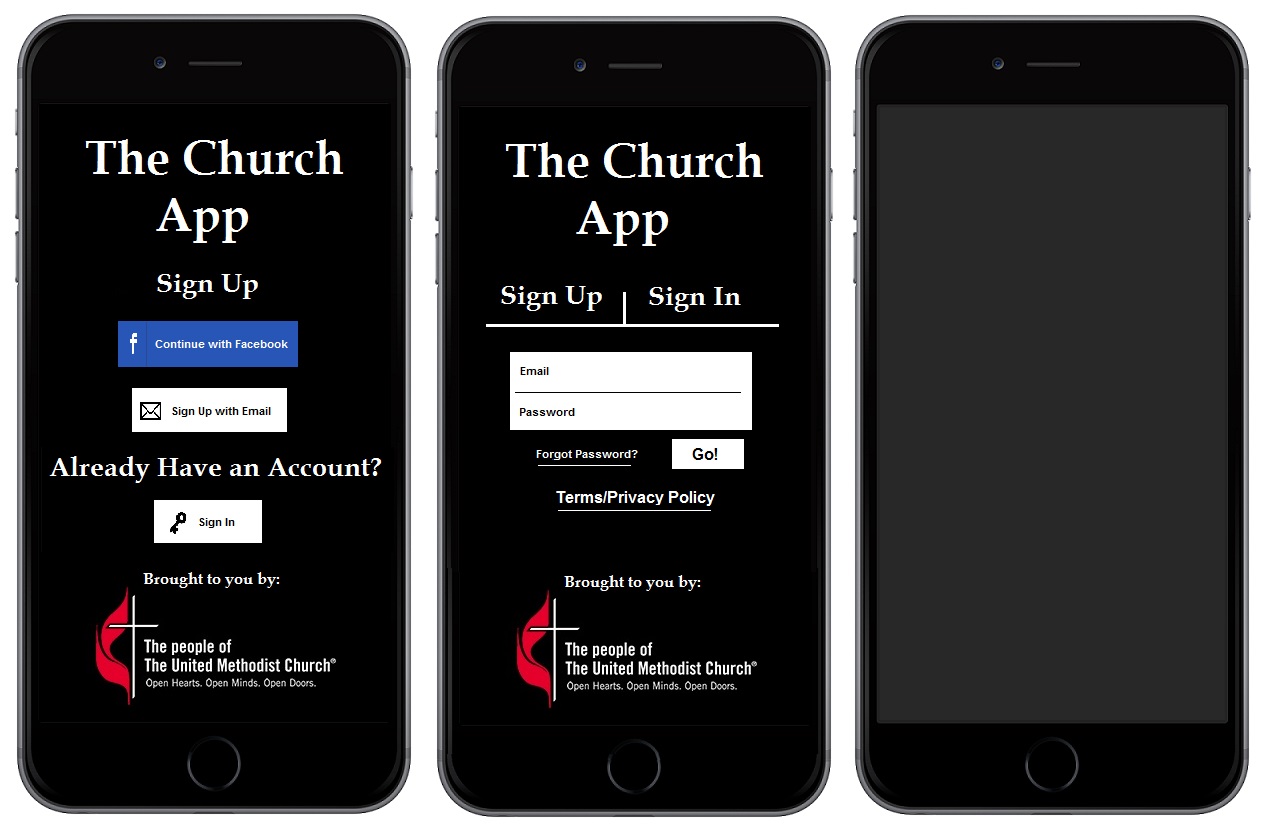 The Church
App
Sign Up
f
Continue with Facebook
Sign Up with Email
Already Have an Account?
Sign In
Brought to you by:
The people of
The United Methodist Church®
Open Hearts. Open Minds. Open Doors.
The Church
App
Sign Up
Sign In
Email
Password
Forgot Password?
Go!
Terms/Privacy Policy
Brought to you by:
The people of
The United Methodist Church®
Open Hearts. Open Minds. Open Doors.